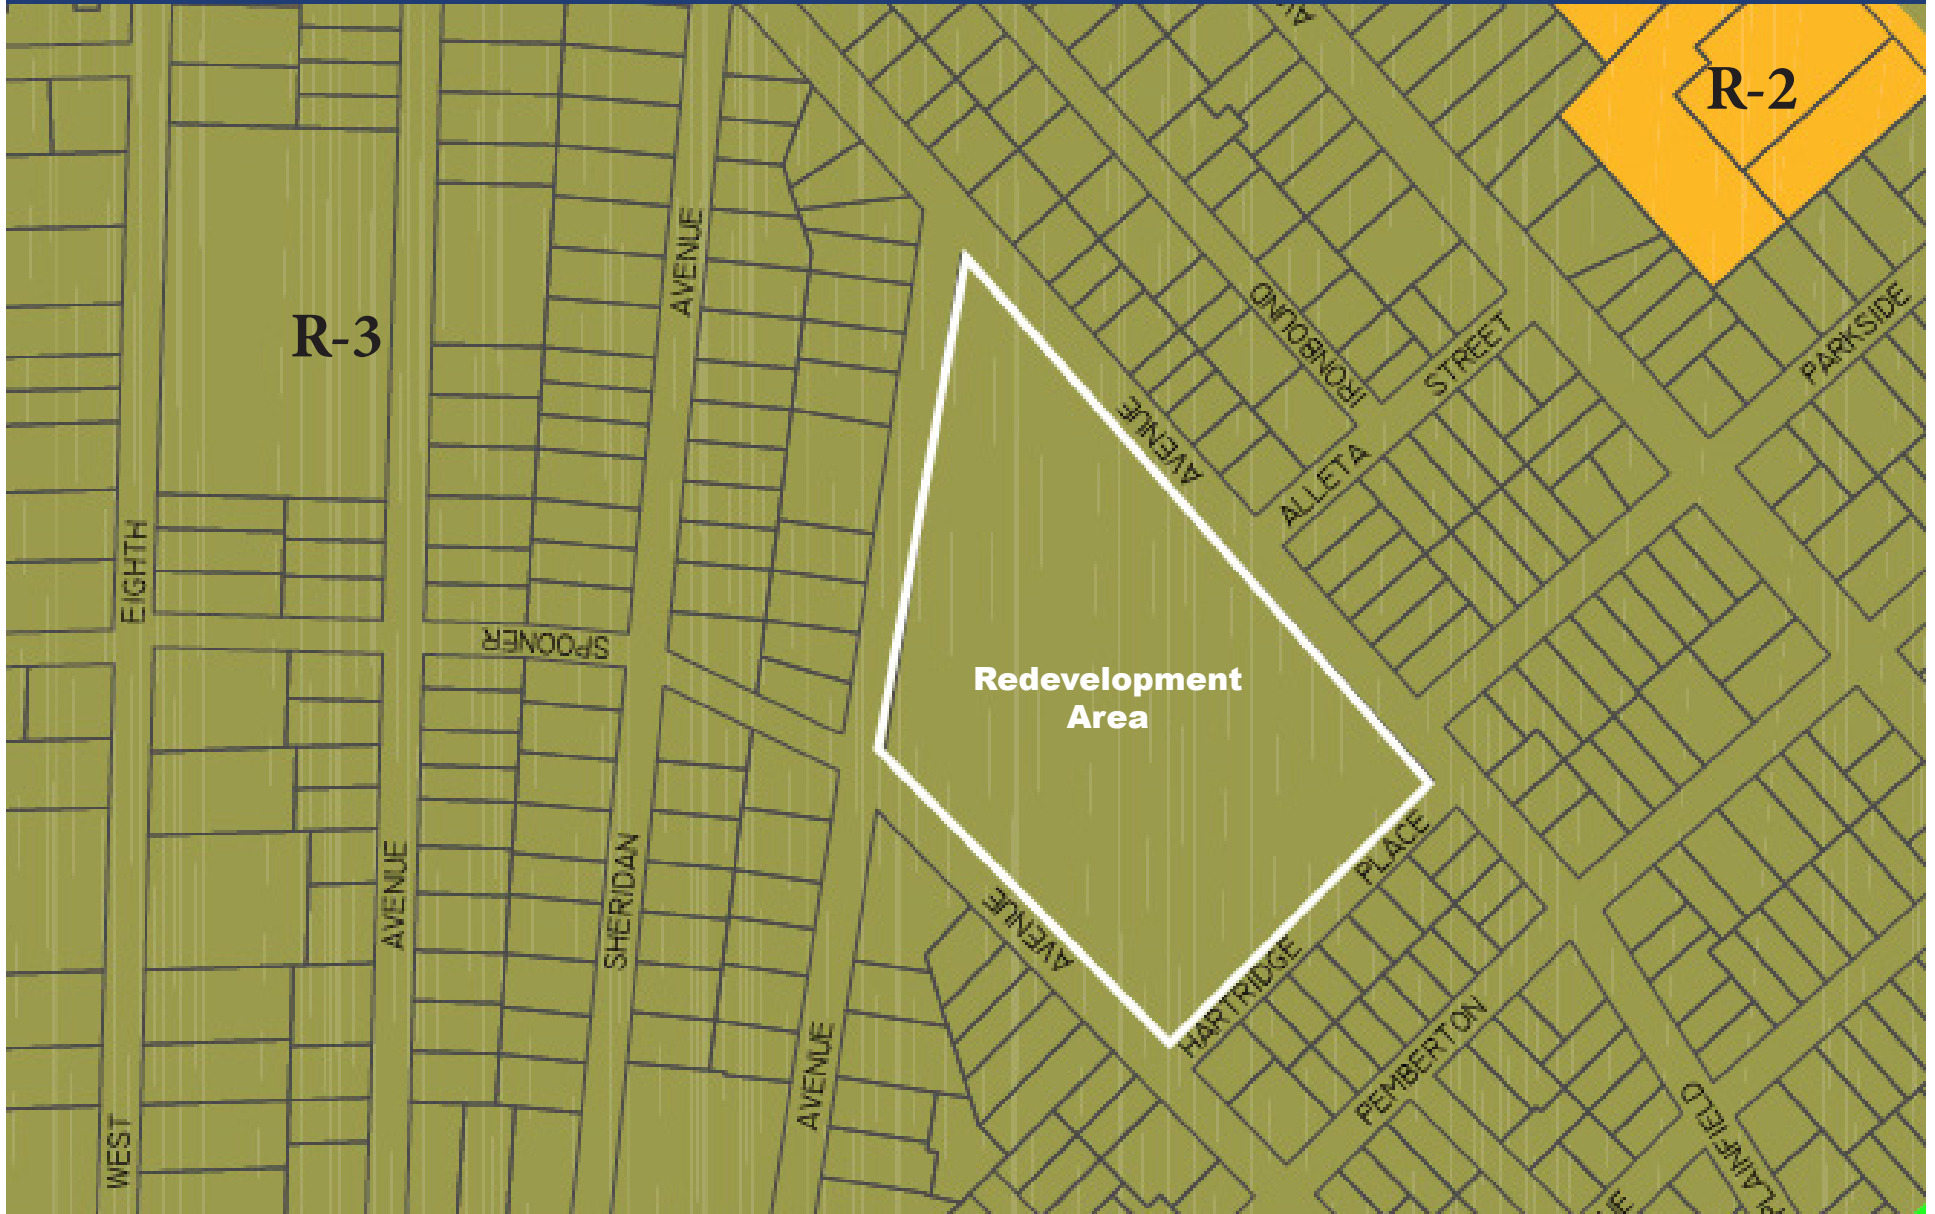 R-2
R-3
AVENUE
IRONBOUND
STREET
PARKSIDE
AVENUE
ALLETA
EIGHTH
SPOONER
Redevelopment
Area
AVENUE
SHERIDAN
AVENUE
PLACE
HARTRIDGE
AVENUE
PEMBERTON
WEST
PLAINFIELD